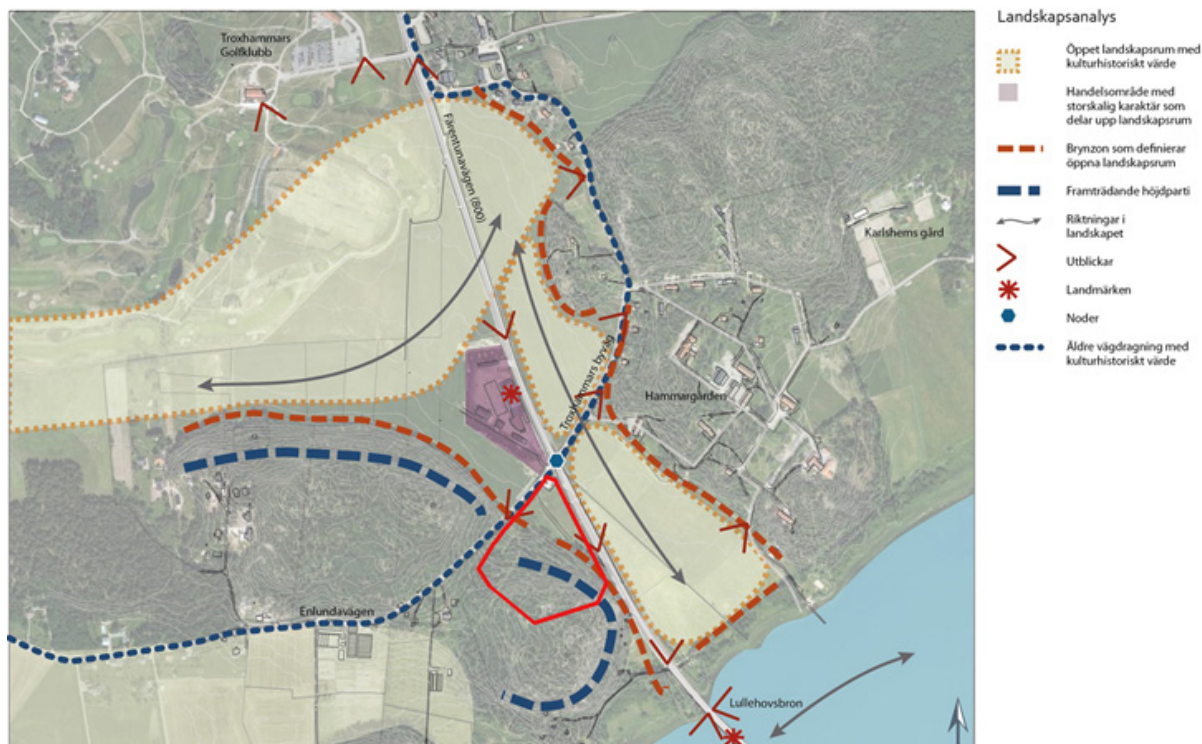 Troxhammars
Golfklubb
Färentunavägen (800)
Karlshems gård
Troxhammars byväg
Hammargården
Enlundavägen
Lullehovsbron
Landskapsanalys
Öppet landskapsrum med
kulturhistoriskt värde
Handelsområde med
storskalig karaktär som
delar upp landskapsrum
Brynzon som definierar
öppna landskapsrum
Framträdande höjdparti
Riktningar i
landskapet
Utblickar
Landmärken
Noder
Äldre vägdragning med
kulturhistoriskt värde